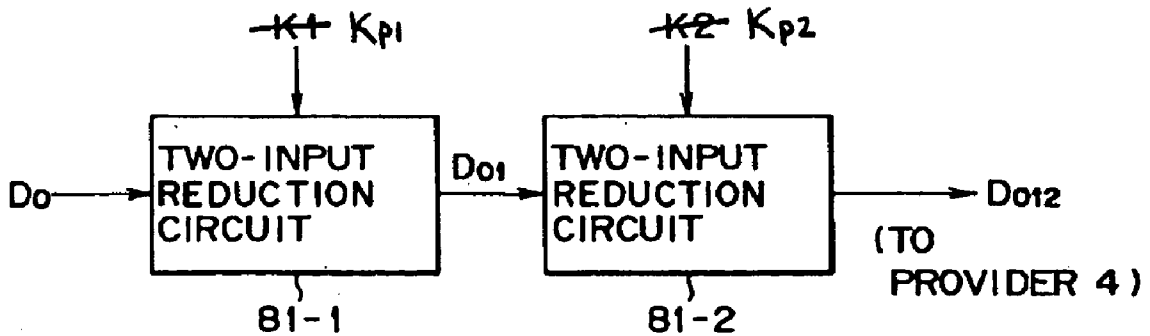 K1 Kp1
K2 Kp2
TWO-INPUT
REDUCTION
CIRCUIT
TWO-INPUT
REDUCTION
CIRCUIT
Do
Do1
Do12
(TO
PROVIDER 4)
81-1
81-2